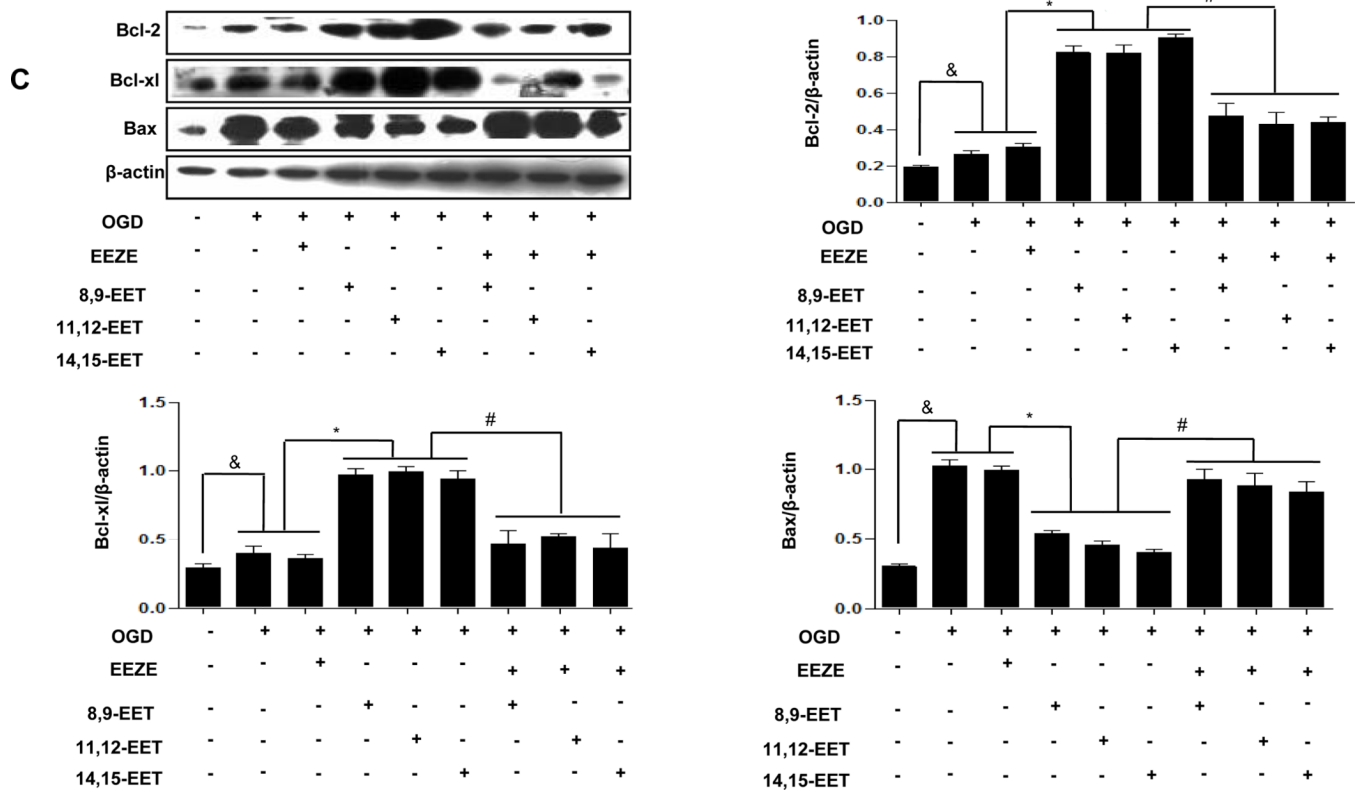 C
Bcl-2
Bcl-xl
Bax
β-actin
OGD - + + + + + + + +
EEZE - - + - - - + + +
8,9-EET - - - + - - + - -
11,12-EET - - - - + - - + -
14,15-EET - - - - - + - - +
Bcl-2/β-actin
1.0
0.8
0.6
0.4
0.2
0.0
&
*
#
OGD - + + + + + + + +
EEZE - - + - - - + + +
8,9-EET - - - + - - + - -
11,12-EET - - - - + - - + -
14,15-EET - - - - - + - - +
Bcl-xl/β-actin
1.5
1.0
0.5
0.0
&
*
#
OGD - + + + + + + + +
EEZE - - + - - - + + +
8,9-EET - - - + - - + - -
11,12-EET - - - - + - - + -
14,15-EET - - - - - + - - +
Bax/β-actin
1.5
1.0
0.5
0.0
&
*
#
OGD - + + + + + + + +
EEZE - - + - - - + + +
8,9-EET - - - + - - + - -
11,12-EET - - - - + - - + -
14,15-EET - - - - - + - - +